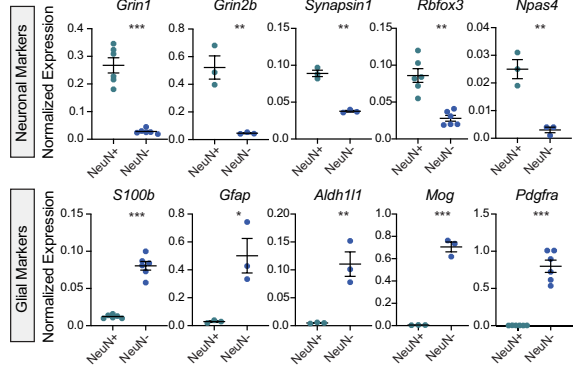 Neuronal Markers
Normalized Expression
Grin1
***
0.4
0.3
0.2
0.1
0.0
NeuN+
NeuN-
Grin2b
**
0.8
0.6
0.4
0.2
0.0
NeuN+
NeuN-
Synapsin1
**
0.15
0.10
0.05
0.00
NeuN+
NeuN-
Rbfox3
**
0.15
0.10
0.05
0.00
NeuN+
NeuN-
Npas4
**
0.04
0.03
0.02
0.01
0.00
NeuN+
NeuN-
Glial Markers
Normalized Expression
S100b
***
0.15
0.10
0.05
0.00
NeuN+
NeuN-
Gfap
*
0.8
0.6
0.4
0.2
0.0
NeuN+
NeuN-
Aldh1l1
**
0.20
0.15
0.10
0.05
0.00
NeuN+
NeuN-
Mog
***
1.0
0.8
0.6
0.4
0.2
0.0
NeuN+
NeuN-
Pdgfra
***
1.5
1.0
0.5
0.0
NeuN+
NeuN-